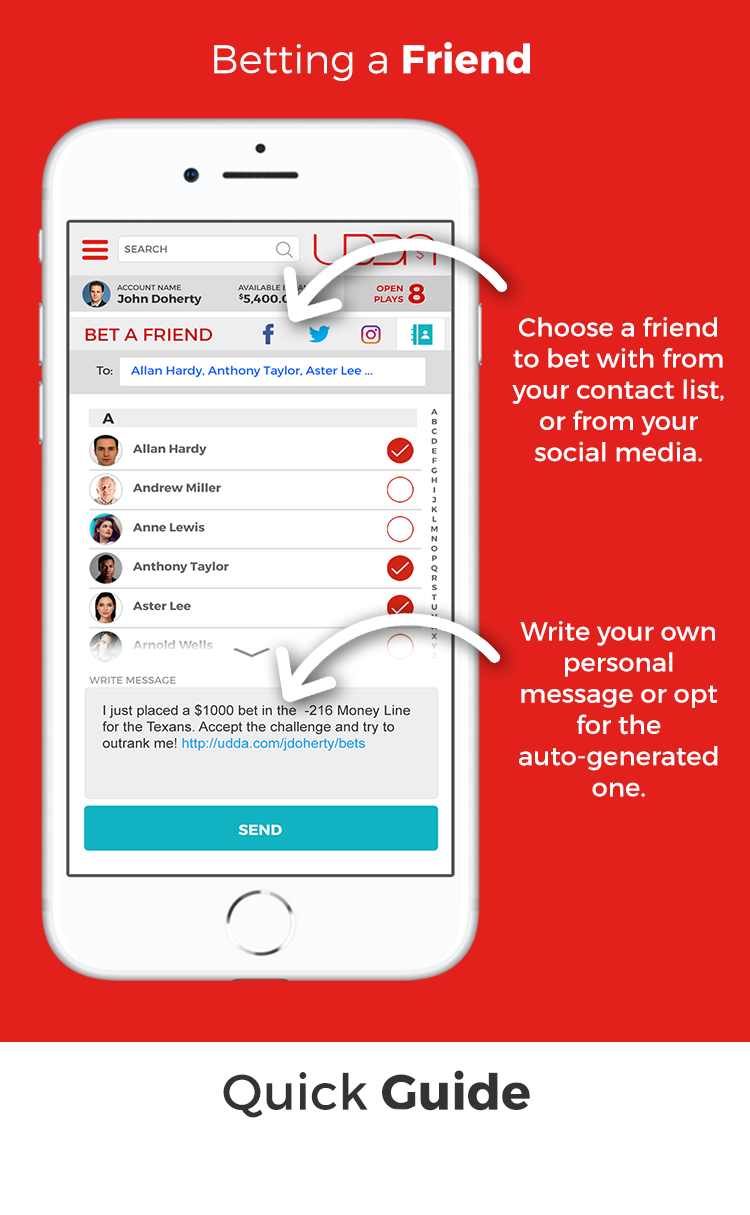 Betting a Friend
SEARCH
UDDA
$
ACCOUNT NAME
John Doherty
AVAILABLE
$5,400.0
OPEN
PLAYS 8
BET A FRIEND
To: Allan Hardy, Anthony Taylor, Aster Lee ...
A
Allan Hardy
Andrew Miller
Anne Lewis
Anthony Taylor
Aster Lee
Arnold Wells
A
B
C
D
E
F
G
H
I
J
K
L
M
N
O
P
Q
R
S
T
U
X
Y
Z
WRITE MESSAGE
I just placed a $1000 bet in the -216 Money Line
for the Texans. Accept the challenge and try to
outrank me! http://udda.com/jdoherty/bets
SEND
Choose a friend
to bet with from
your contact list,
or from your
social media.
Write your own
personal
message or opt
for the
auto-generated
one.
Quick Guide